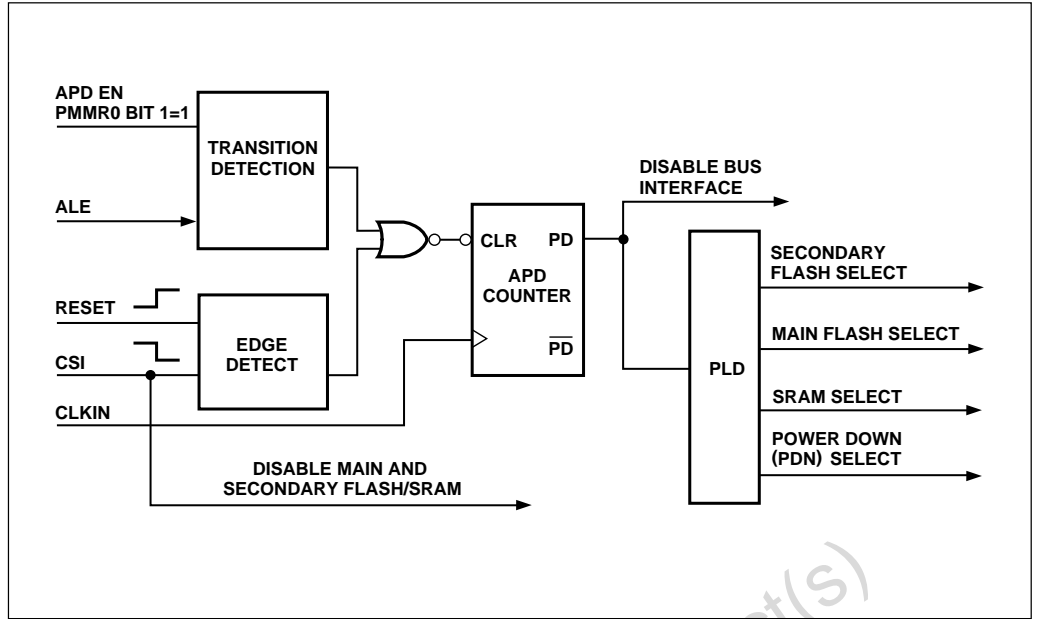 APD EN
PMMR0 BIT 1=1
TRANSITION
DETECTION
ALE
RESET
CSI
EDGE
DETECT
CLKIN
DISABLE MAIN AND
SECONDARY FLASH/SRAM
CLR
PD
APD
COUNTER
PD
DISABLE BUS
INTERFACE
PLD
SECONDARY
FLASH SELECT
MAIN FLASH SELECT
SRAM SELECT
POWER DOWN
(PDN) SELECT